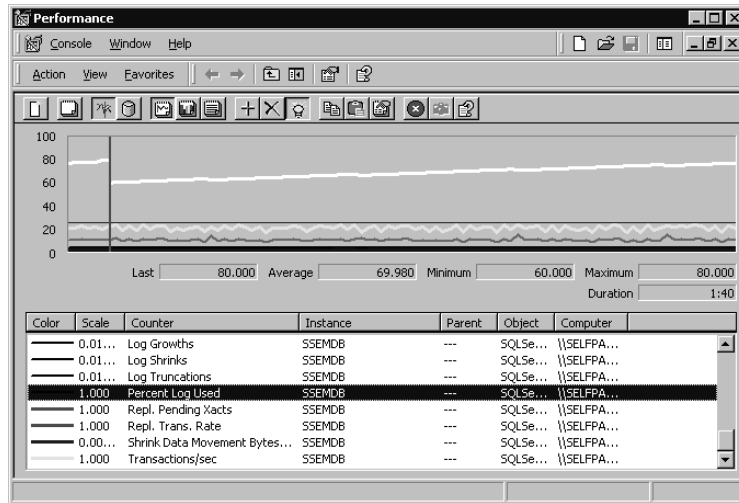 Performance
Console Window Help
Action View Favorites
100
80
60
40
20
0
Last 80.000 Average 69.980 Minimum 60.000 Maximum 80.000
Duration 1:40
Color Scale Counter Instance Parent Object Computer
0.01... Log Growths SSEMDB --- SQLSe... \\SELFPA...
0.01... Log Shrinks SSEMDB --- SQLSe... \\SELFPA...
0.01... Log Truncations SSEMDB --- SQLSe... \\SELFPA...
1.000 Percent Log Used SSEMDB --- SQLSe... \\SELFPA...
1.000 Repl. Pending Xacts SSEMDB --- SQLSe... \\SELFPA...
1.000 Repl. Trans. Rate SSEMDB --- SQLSe... \\SELFPA...
0.00... Shrink Data Movement Bytes... SSEMDB --- SQLSe... \\SELFPA...
1.000 Transactions/sec SSEMDB --- SQLSe... \\SELFPA...